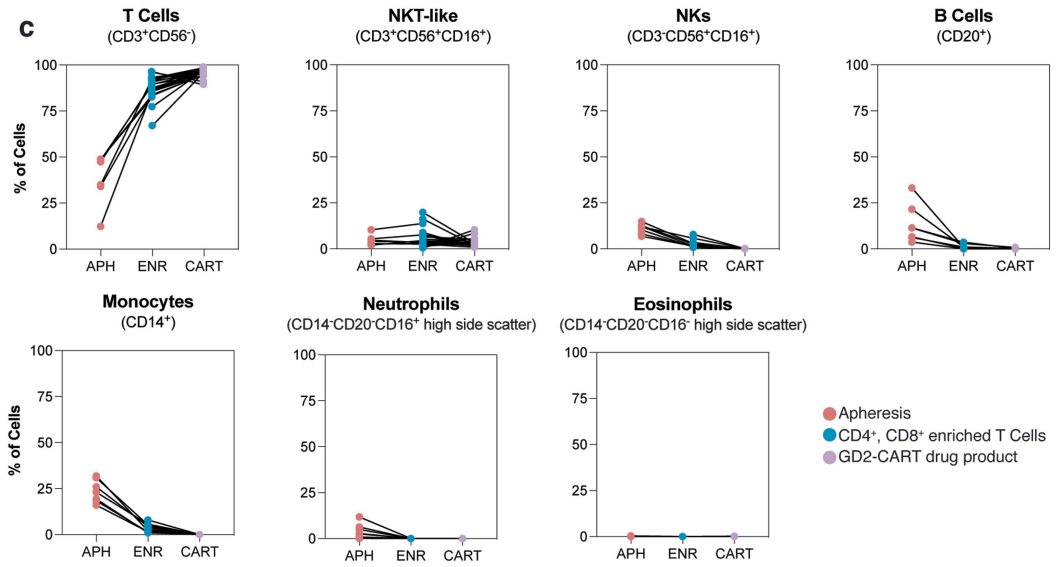 c
T Cells
(CD3⁺CD56⁻)
NKT-like
(CD3⁺CD56⁺CD16⁺)
NKs
(CD3⁻CD56⁺CD16⁺)
B Cells
(CD20⁺)
% of Cells
100
75
50
25
0
APH ENR CART
100
75
50
25
0
APH ENR CART
100
75
50
25
0
APH ENR CART
100
75
50
25
0
APH ENR CART
Monocytes
(CD14⁺)
Neutrophils
(CD14⁻CD20⁻CD16⁺ high side scatter)
Eosinophils
(CD14⁻CD20⁻CD16⁻ high side scatter)
% of Cells
100
75
50
25
0
APH ENR CART
100
75
50
25
0
APH ENR CART
100
75
50
25
0
APH ENR CART
Apheresis
CD4⁺, CD8⁺ enriched T Cells
GD2-CART drug product